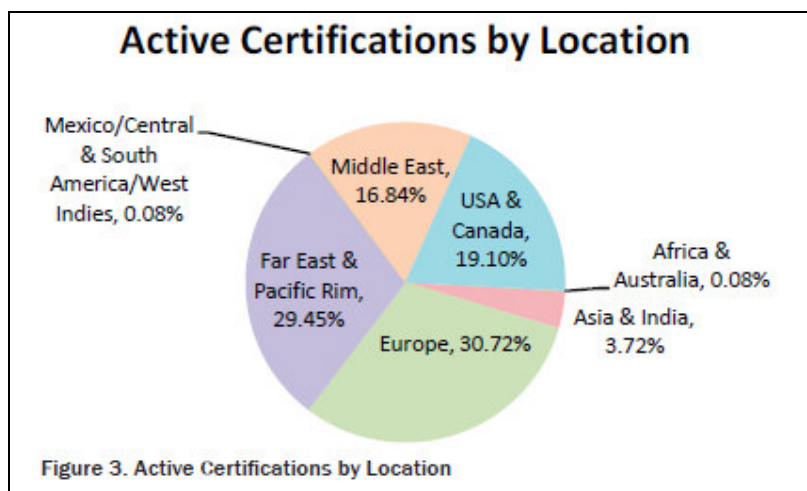 Active Certifications by Location
Mexico/Central
& South
America/West
Indies, 0.08%
Middle East,
16.84%
USA &
Canada,
19.10%
Africa &
Australia, 0.08%
Asia & India,
3.72%
Far East &
Pacific Rim,
29.45%
Europe, 30.72%
Figure 3. Active Certifications by Location